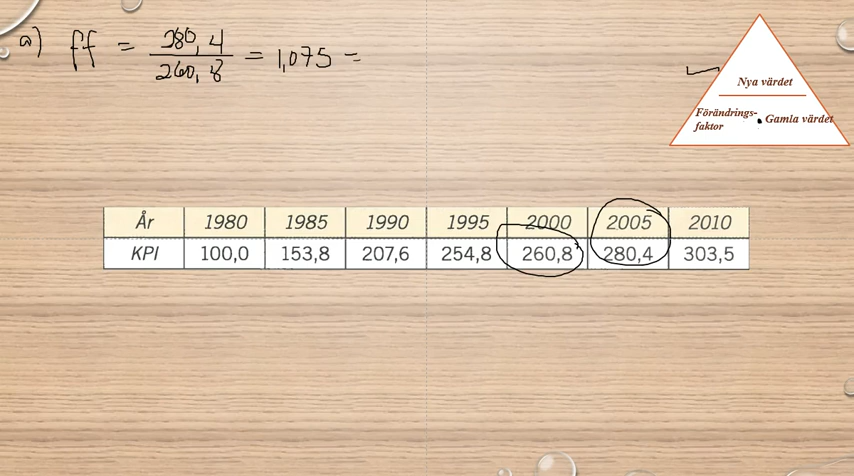 a) ff = 280,4 / 260,8 = 1,075 =
Nya värdet
Förändrings-
faktor · Gamla värdet
År 1980 1985 1990 1995 2000 2005 2010
KPI 100,0 153,8 207,6 254,8 260,8 280,4 303,5